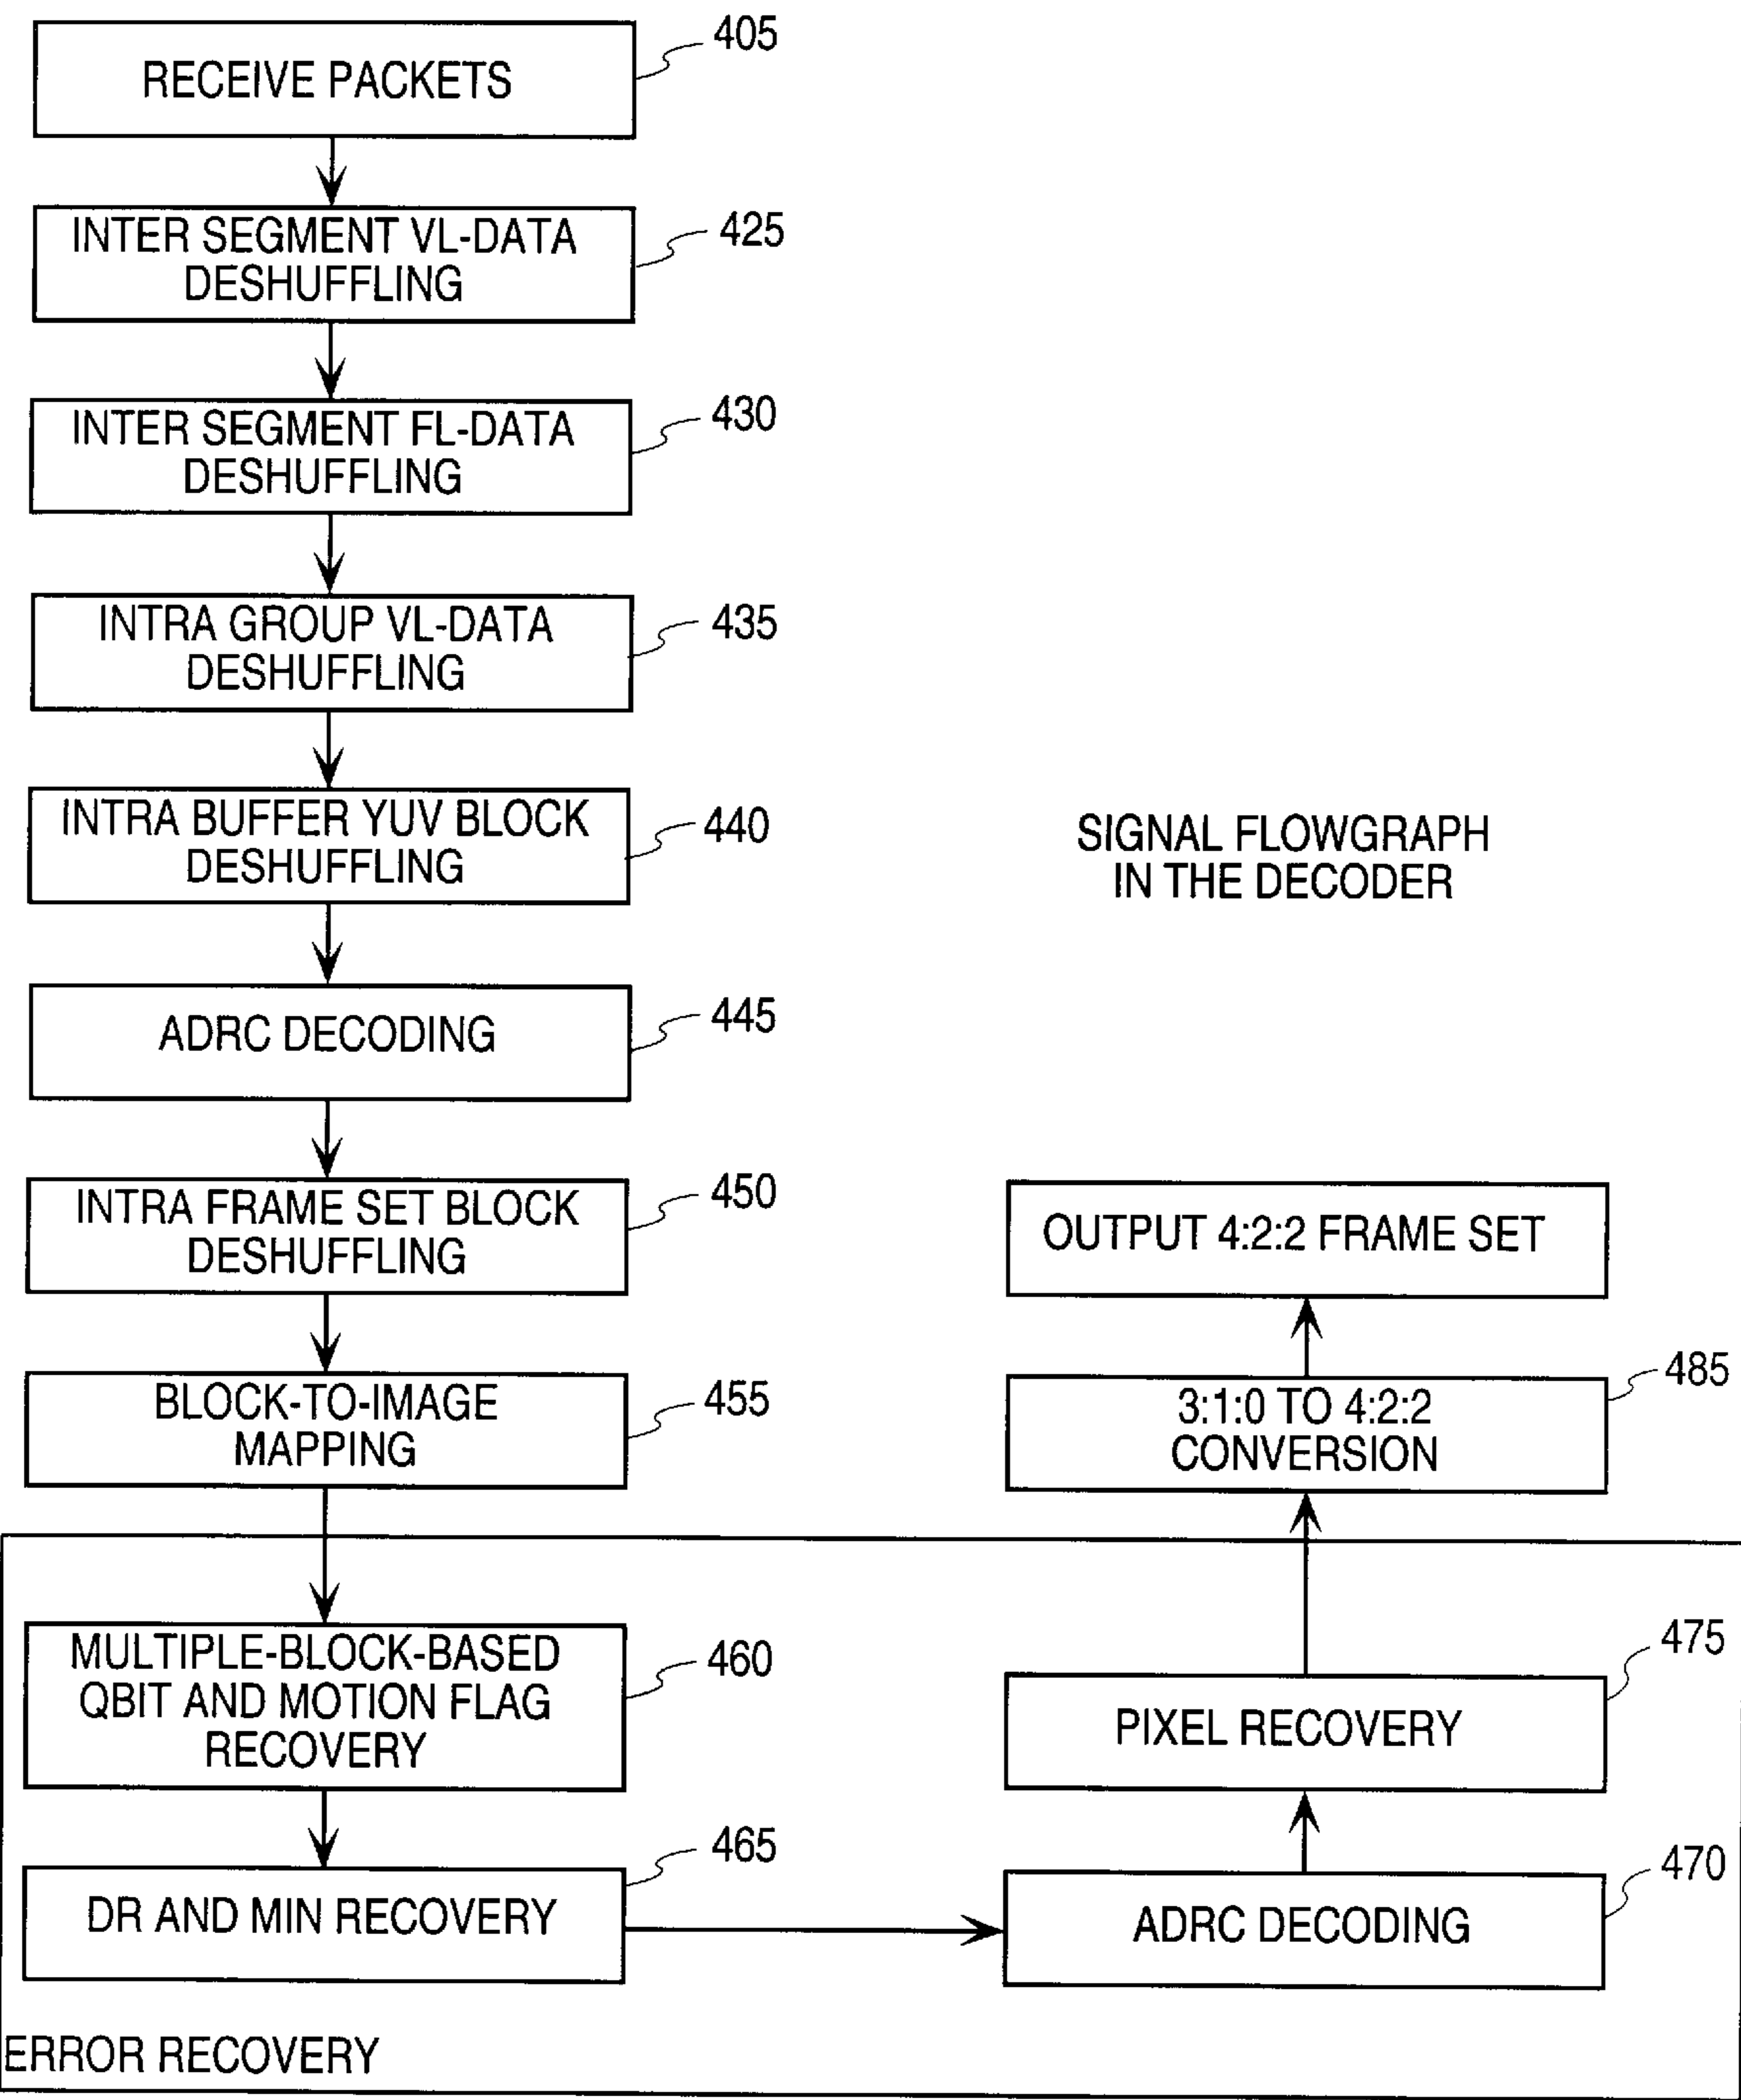 RECEIVE PACKETS
405
INTER SEGMENT VL-DATA
DESHUFFLING
425
INTER SEGMENT FL-DATA
DESHUFFLING
430
INTRA GROUP VL-DATA
DESHUFFLING
435
INTRA BUFFER YUV BLOCK
DESHUFFLING
440
SIGNAL FLOWGRAPH
IN THE DECODER
ADRC DECODING
445
INTRA FRAME SET BLOCK
DESHUFFLING
450
BLOCK-TO-IMAGE
MAPPING
455
MULTIPLE-BLOCK-BASED
QBIT AND MOTION FLAG
RECOVERY
460
DR AND MIN RECOVERY
465
ADRC DECODING
470
PIXEL RECOVERY
475
3:1:0 TO 4:2:2
CONVERSION
485
OUTPUT 4:2:2 FRAME SET
ERROR RECOVERY